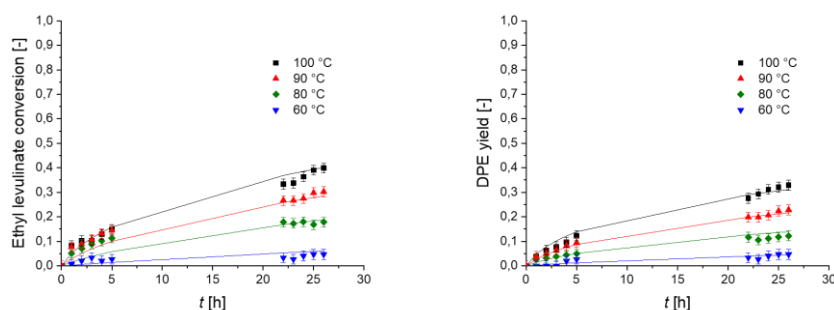 1,0
0,9
0,8
0,7
0,6
0,5
0,4
0,3
0,2
0,1
0,0
Ethyl levulinate conversion [-]
100 °C
90 °C
80 °C
60 °C
0 5 10 15 20 25 30
t [h]
1,0
0,9
0,8
0,7
0,6
0,5
0,4
0,3
0,2
0,1
0,0
DPE yield [-]
100 °C
90 °C
80 °C
60 °C
0 5 10 15 20 25 30
t [h]